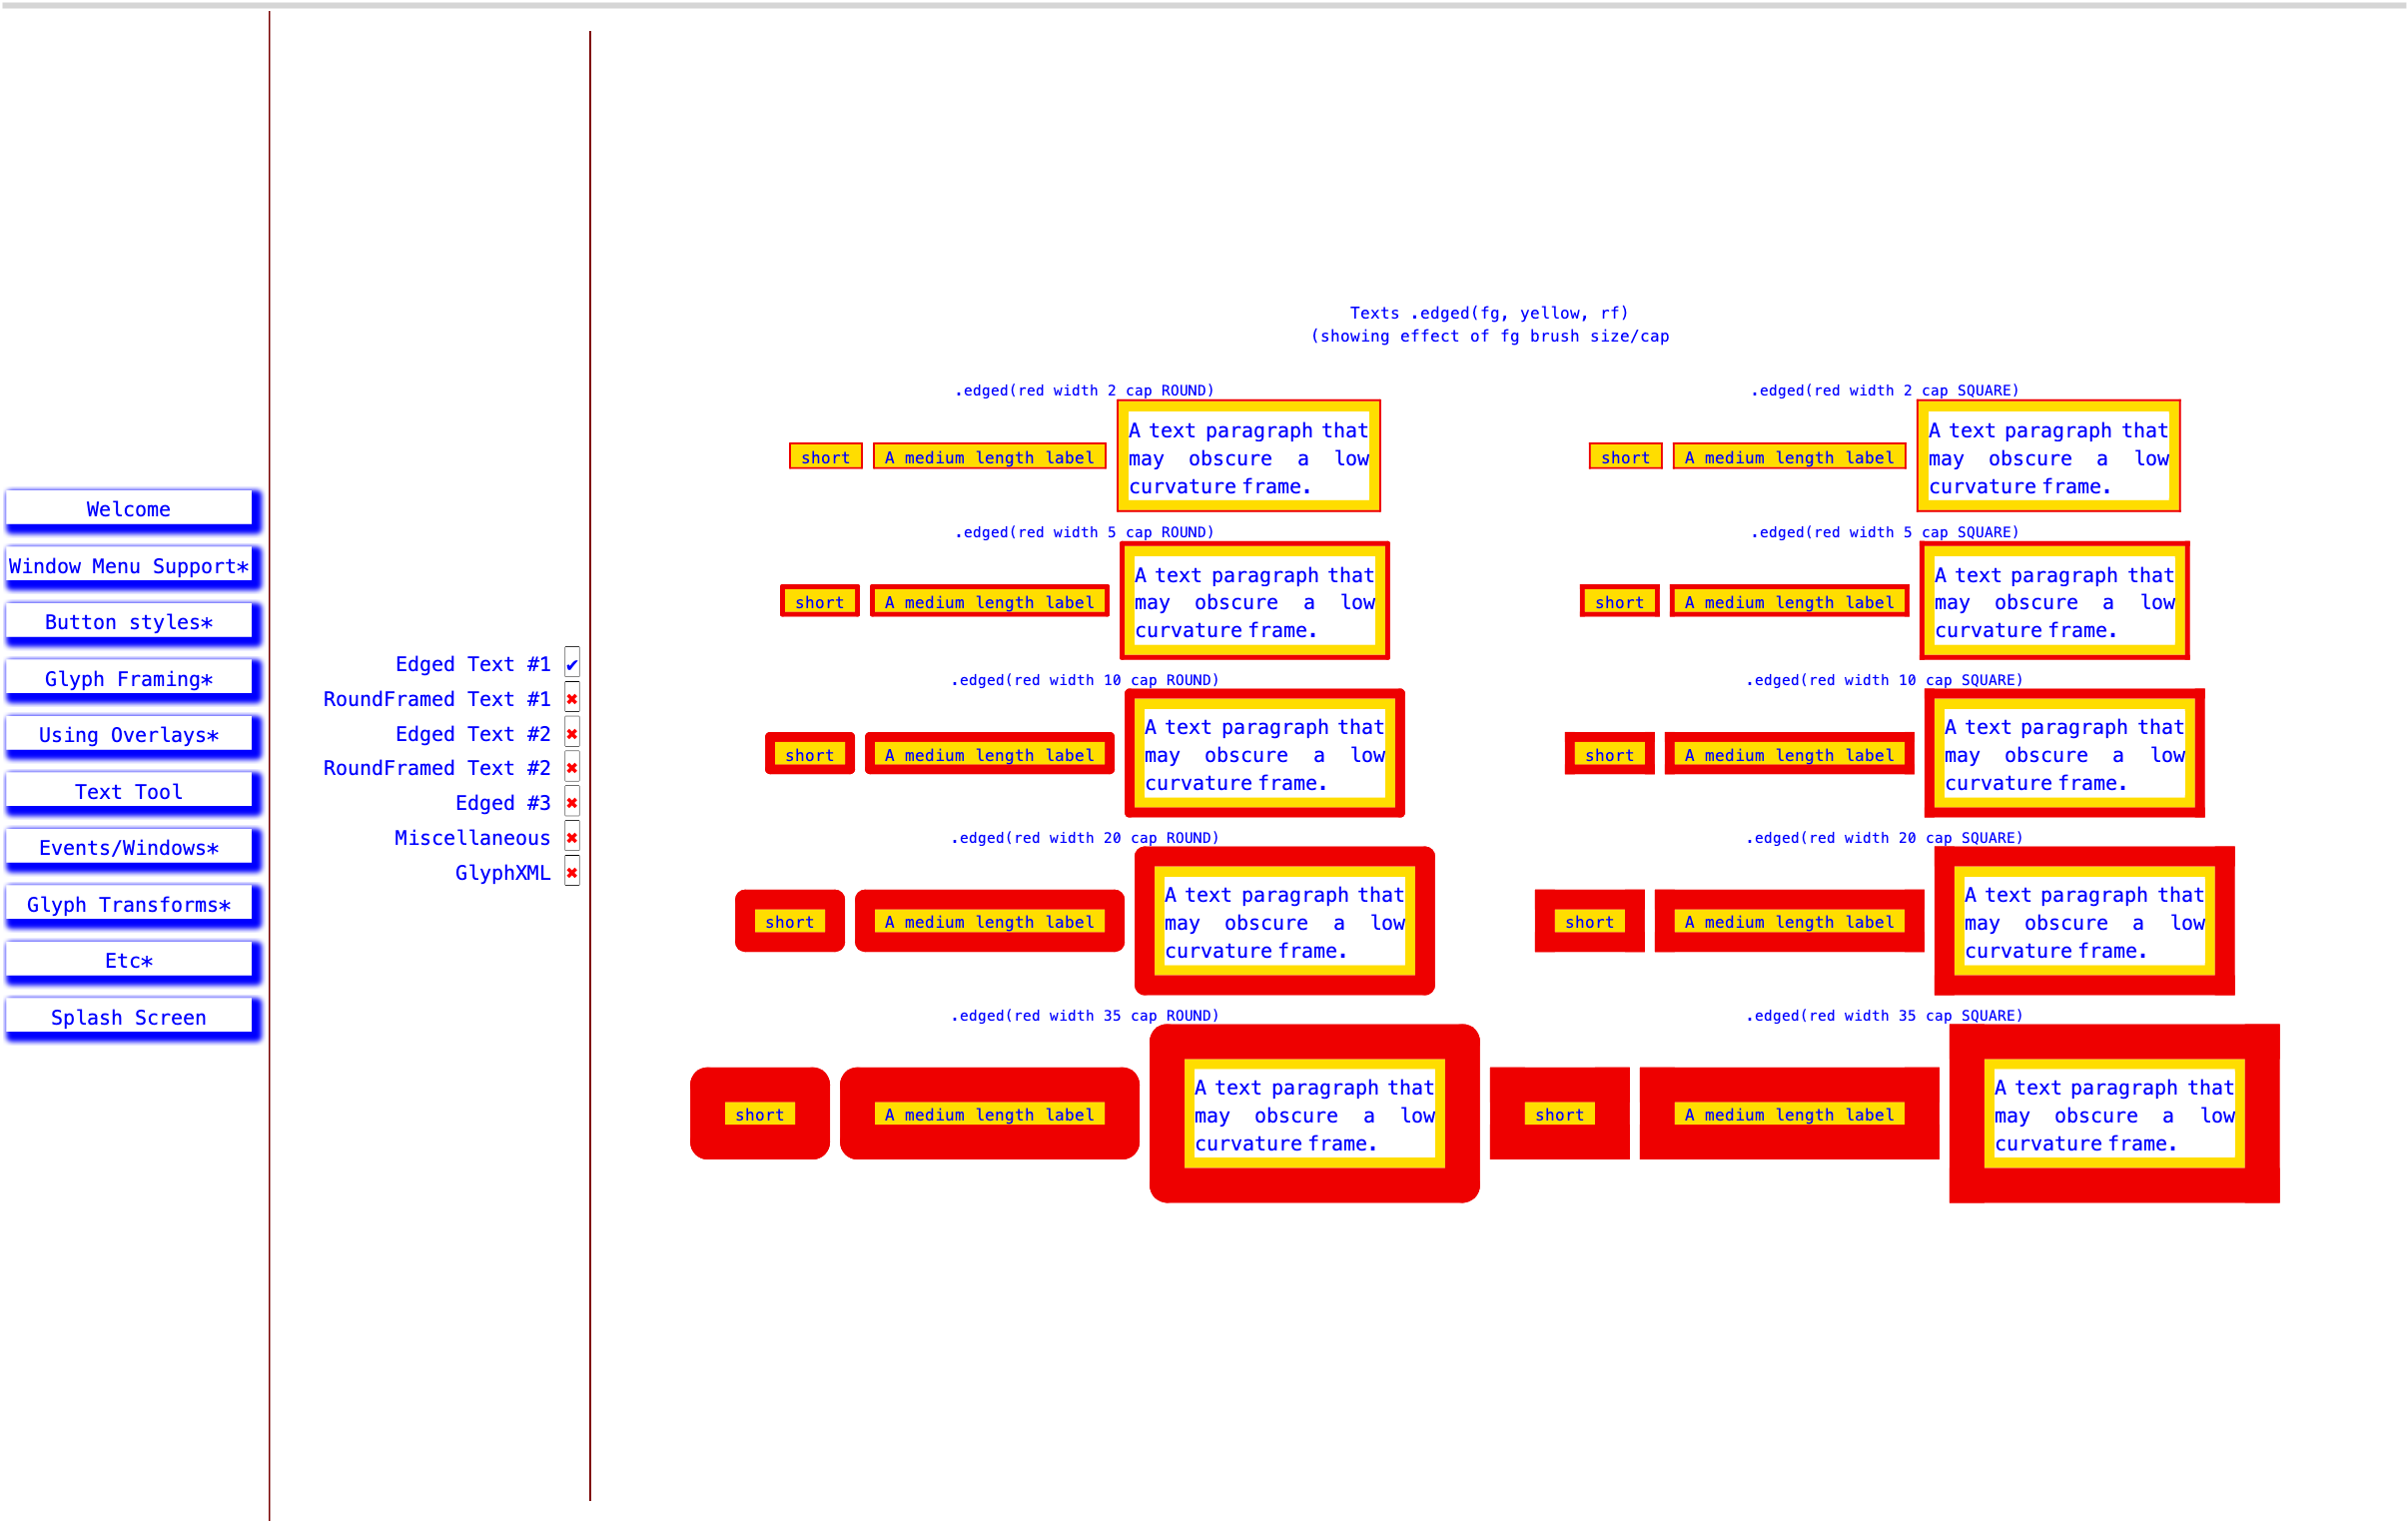 Welcome
Window Menu Support*
Button styles*
Glyph Framing*
Using Overlays*
Text Tool
Events/Windows*
Glyph Transforms*
Etc*
Splash Screen
Edged Text #1 ✔
RoundFramed Text #1 ✖
Edged Text #2 ✖
RoundFramed Text #2 ✖
Edged #3 ✖
Miscellaneous ✖
GlyphXML ✖
Texts .edged(fg, yellow, rf)
(showing effect of fg brush size/cap
.edged(red width 2 cap ROUND)
short
A medium length label
A text paragraph that
may obscure a low
curvature frame.
.edged(red width 2 cap SQUARE)
short
A medium length label
A text paragraph that
may obscure a low
curvature frame.
.edged(red width 5 cap ROUND)
short
A medium length label
A text paragraph that
may obscure a low
curvature frame.
.edged(red width 5 cap SQUARE)
short
A medium length label
A text paragraph that
may obscure a low
curvature frame.
.edged(red width 10 cap ROUND)
short
A medium length label
A text paragraph that
may obscure a low
curvature frame.
.edged(red width 10 cap SQUARE)
short
A medium length label
A text paragraph that
may obscure a low
curvature frame.
.edged(red width 20 cap ROUND)
short
A medium length label
A text paragraph that
may obscure a low
curvature frame.
.edged(red width 20 cap SQUARE)
short
A medium length label
A text paragraph that
may obscure a low
curvature frame.
.edged(red width 35 cap ROUND)
short
A medium length label
A text paragraph that
may obscure a low
curvature frame.
.edged(red width 35 cap SQUARE)
short
A medium length label
A text paragraph that
may obscure a low
curvature frame.